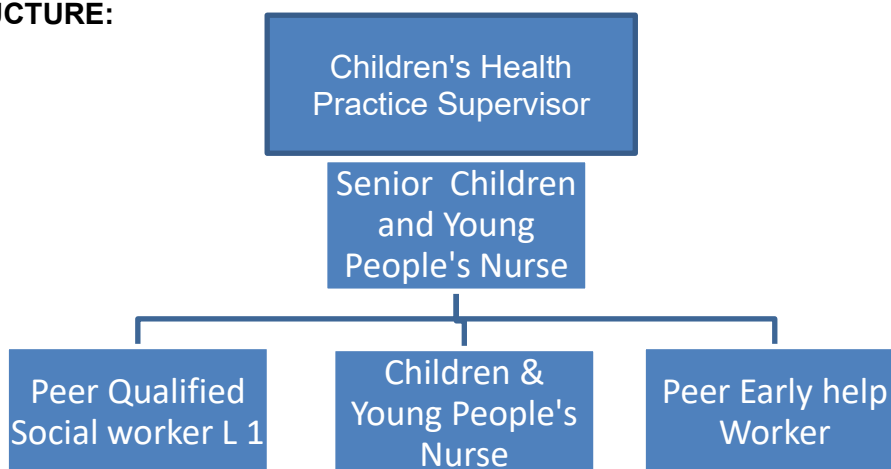 UCTURE:
Children's Health
Practice Supervisor
Senior Children
and Young
People's Nurse
Peer Qualified
Social worker L 1
Children &
Young People's
Nurse
Peer Early help
Worker